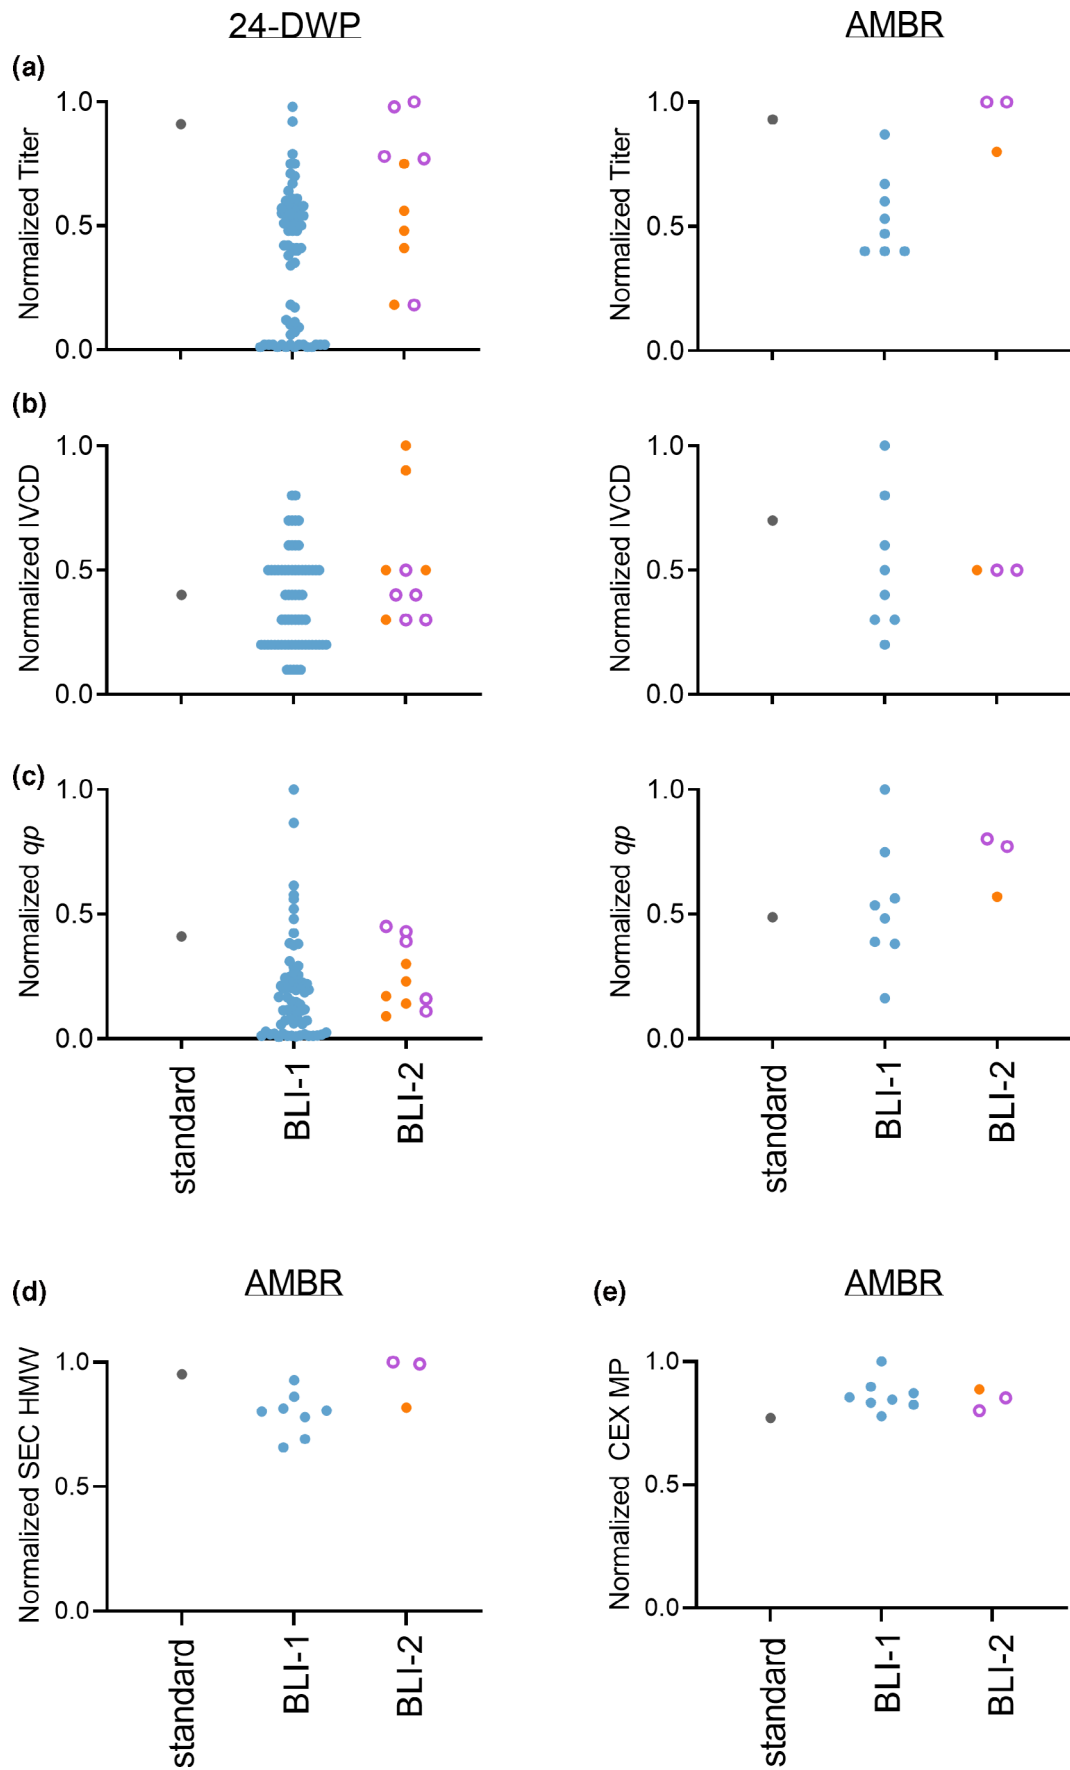 24-DWP
AMBR
(a)
Normalized Titer
1.0
0.5
0.0
Normalized Titer
1.0
0.5
0.0
(b)
Normalized IVCD
1.0
0.5
0.0
Normalized IVCD
1.0
0.5
0.0
(c)
Normalized qp
1.0
0.5
0.0
standard
BLI-1
BLI-2
Normalized qp
1.0
0.5
0.0
standard
BLI-1
BLI-2
(d)
AMBR
Normalized SEC HMW
1.0
0.5
0.0
standard
BLI-1
BLI-2
(e)
AMBR
Normalized CEX MP
1.0
0.5
0.0
standard
BLI-1
BLI-2